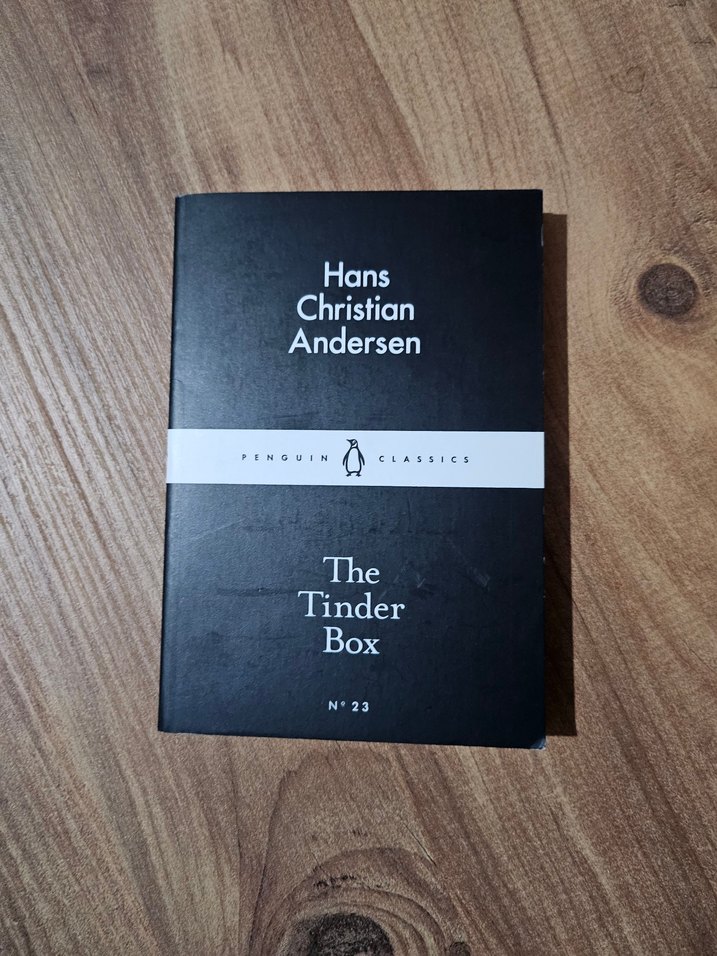 Hans
Christian
Andersen
PENGUIN CLASSICS
The
Tinder
Box
Nº 23